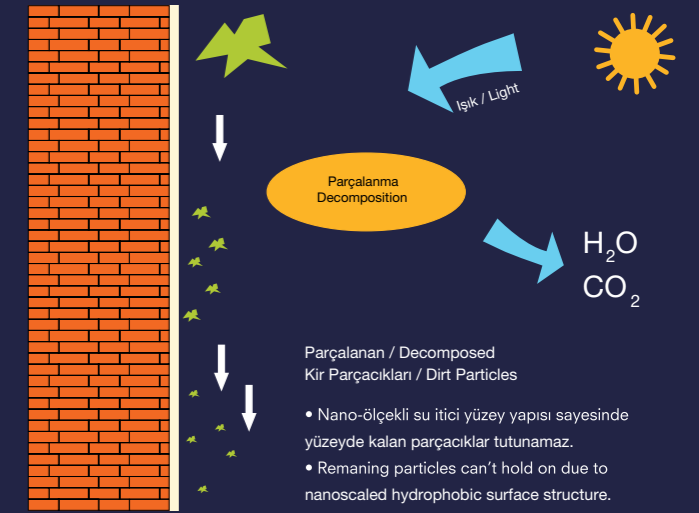 Işık / Light
Parçalanma
Decomposition
H₂O
CO₂
Parçalanan / Decomposed
Kir Parçacıkları / Dirt Particles
• Nano-ölçekli su itici yüzey yapısı sayesinde
yüzeyde kalan parçacıklar tutunamaz.
• Remaning particles can't hold on due to
nanoscaled hydrophobic surface structure.